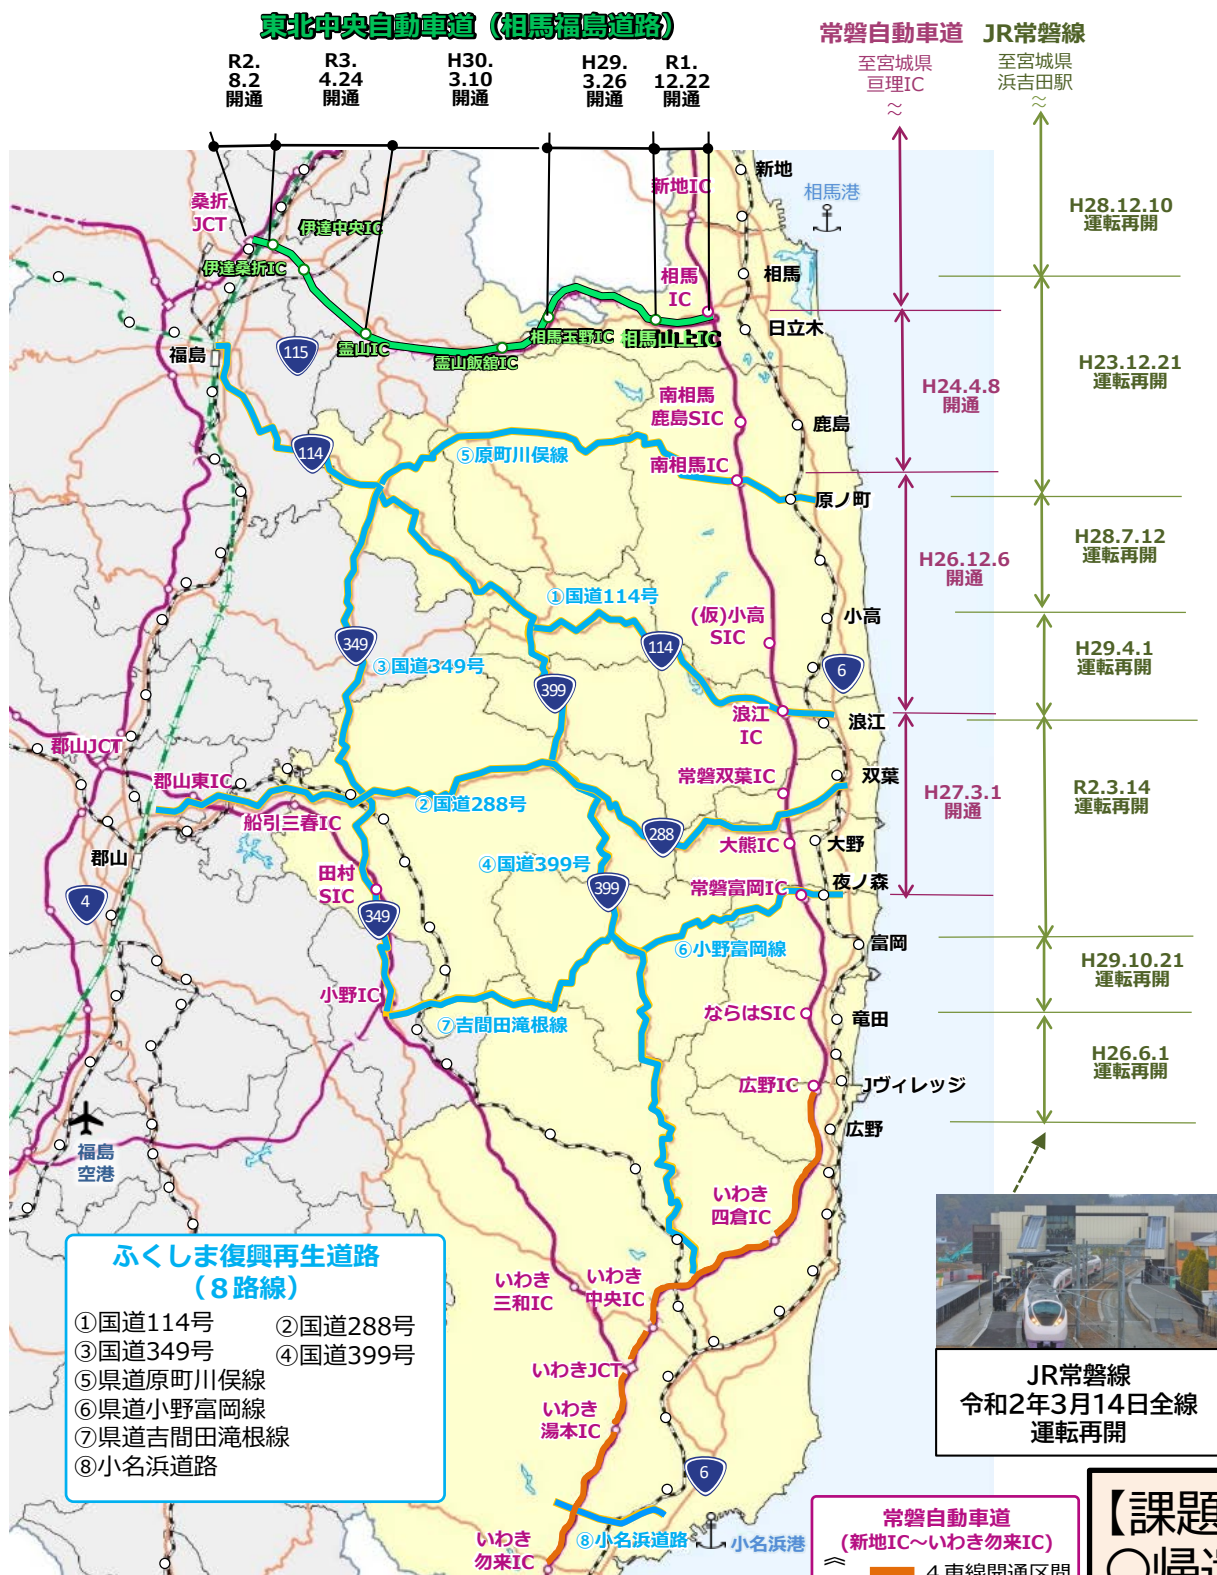 東北中央自動車道（相馬福島道路）
R2.
8.2
開通
R3.
4.24
開通
H30.
3.10
開通
H29.
3.26
開通
R1.
12.22
開通
常磐自動車道
至宮城県
亘理IC
JR常磐線
至宮城県
浜吉田駅
新地
新地IC
相馬港
桑折
JCT
伊達中央IC
伊達桑折IC
相馬
IC
相馬
日立木
福島
115
霊山IC
霊山飯舘IC
相馬玉野IC
相馬山上IC
H28.12.10
運転再開
H23.12.21
運転再開
H24.4.8
開通
南相馬
鹿島SIC
鹿島
114
⑤原町川俣線
南相馬IC
原ノ町
H28.7.12
運転再開
H26.12.6
開通
①国道114号
(仮)小高
SIC
小高
349
③国道349号
114
399
6
H29.4.1
運転再開
浪江
IC
浪江
郡山JCT
郡山東IC
常磐双葉IC
双葉
②国道288号
船引三春IC
288
大熊IC
大野
H27.3.1
開通
R2.3.14
運転再開
郡山
4
田村
SIC
349
④国道399号
399
常磐富岡IC
夜ノ森
⑥小野富岡線
富岡
小野IC
⑦吉間田滝根線
ならはSIC
竜田
H29.10.21
運転再開
広野IC
Jヴィレッジ
広野
H26.6.1
運転再開
福島
空港
いわき
四倉IC
いわき
三和IC
いわき
中央IC
いわきJCT
いわき
湯本IC
6
いわき
勿来IC
⑧小名浜道路
小名浜港
ふくしま復興再生道路
（８路線）
①国道114号
②国道288号
③国道349号
④国道399号
⑤県道原町川俣線
⑥県道小野富岡線
⑦県道吉間田滝根線
⑧小名浜道路
JR常磐線
令和2年3月14日全線
運転再開
常磐自動車道
(新地IC～いわき勿来IC)
４車線開通区間
【課題
〇帰還